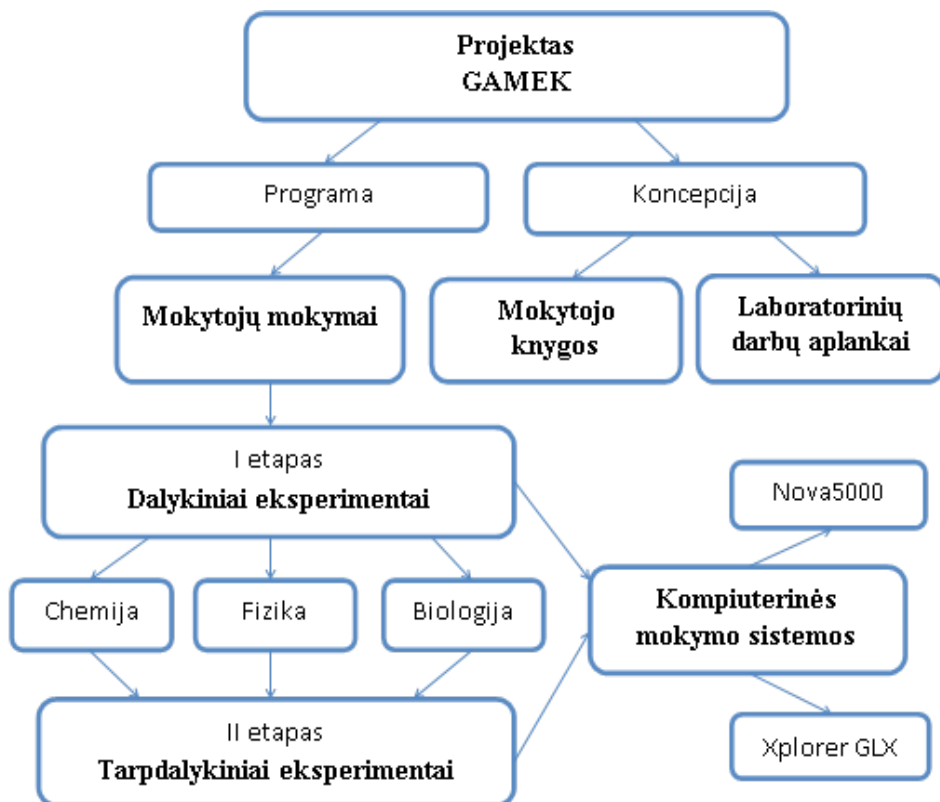 Projektas
GAMEK
Programa
Koncepcija
Mokytojų mokymai
Mokytojo
knygos
Laboratorinių
darbų aplankai
I etapas
Dalykiniai eksperimentai
Nova5000
Chemija
Fizika
Biologija
Kompiuterinės
mokymo sistemos
II etapas
Tarpdalykiniai eksperimentai
Xplorer GLX